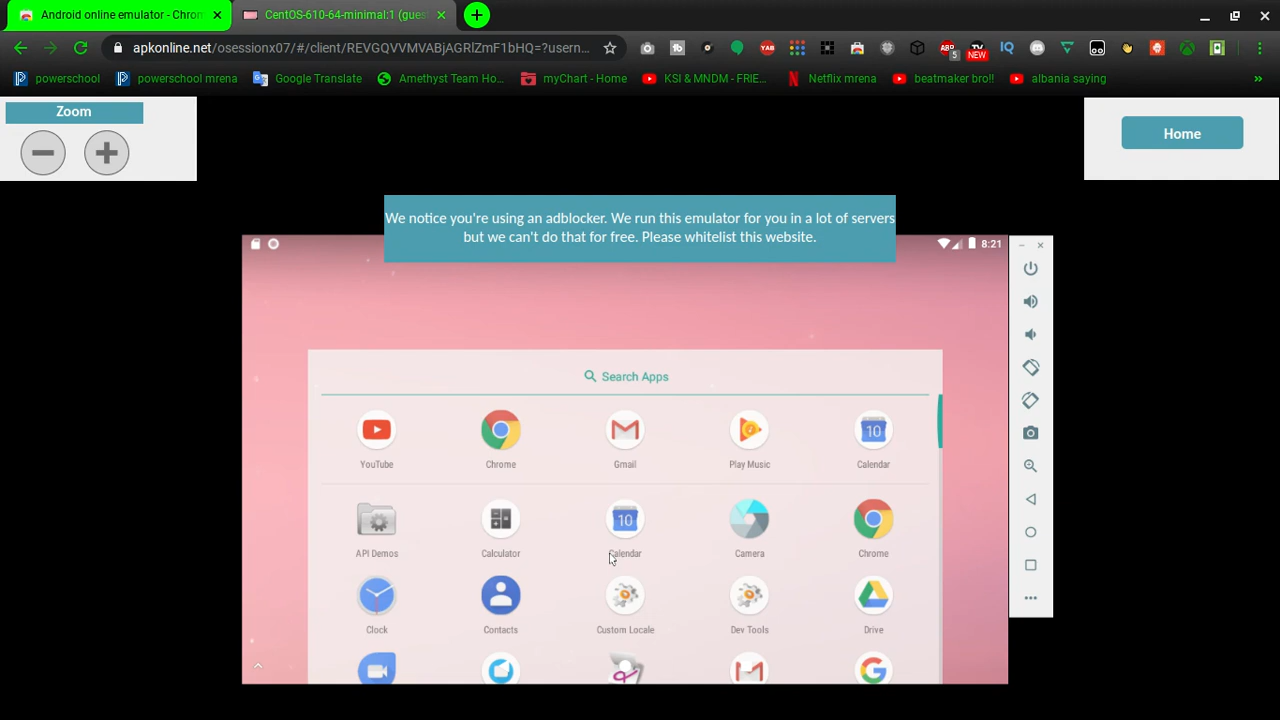 Android online emulator - Chrom
CentOS-610-64-minimal:1 (guest
apkonline.net/osessionx07/#/client/REVGQVVMVABjAGRlZmF1bHQ=?usern...
powerschool
powerschool mrena
Google Translate
Amethyst Team Ho...
myChart - Home
KSI & MNDM - FRIE...
Netflix mrena
beatmaker bro!!
albania saying
»
Zoom
Home
We notice you're using an adblocker. We run this emulator for you in a lot of servers
but we can't do that for free. Please whitelist this website.
8:21
Search Apps
YouTube
Chrome
Gmail
Play Music
10
Calendar
API Demos
Calculator
10
Calendar
Camera
Chrome
Clock
Contacts
Custom Locale
Dev Tools
Drive